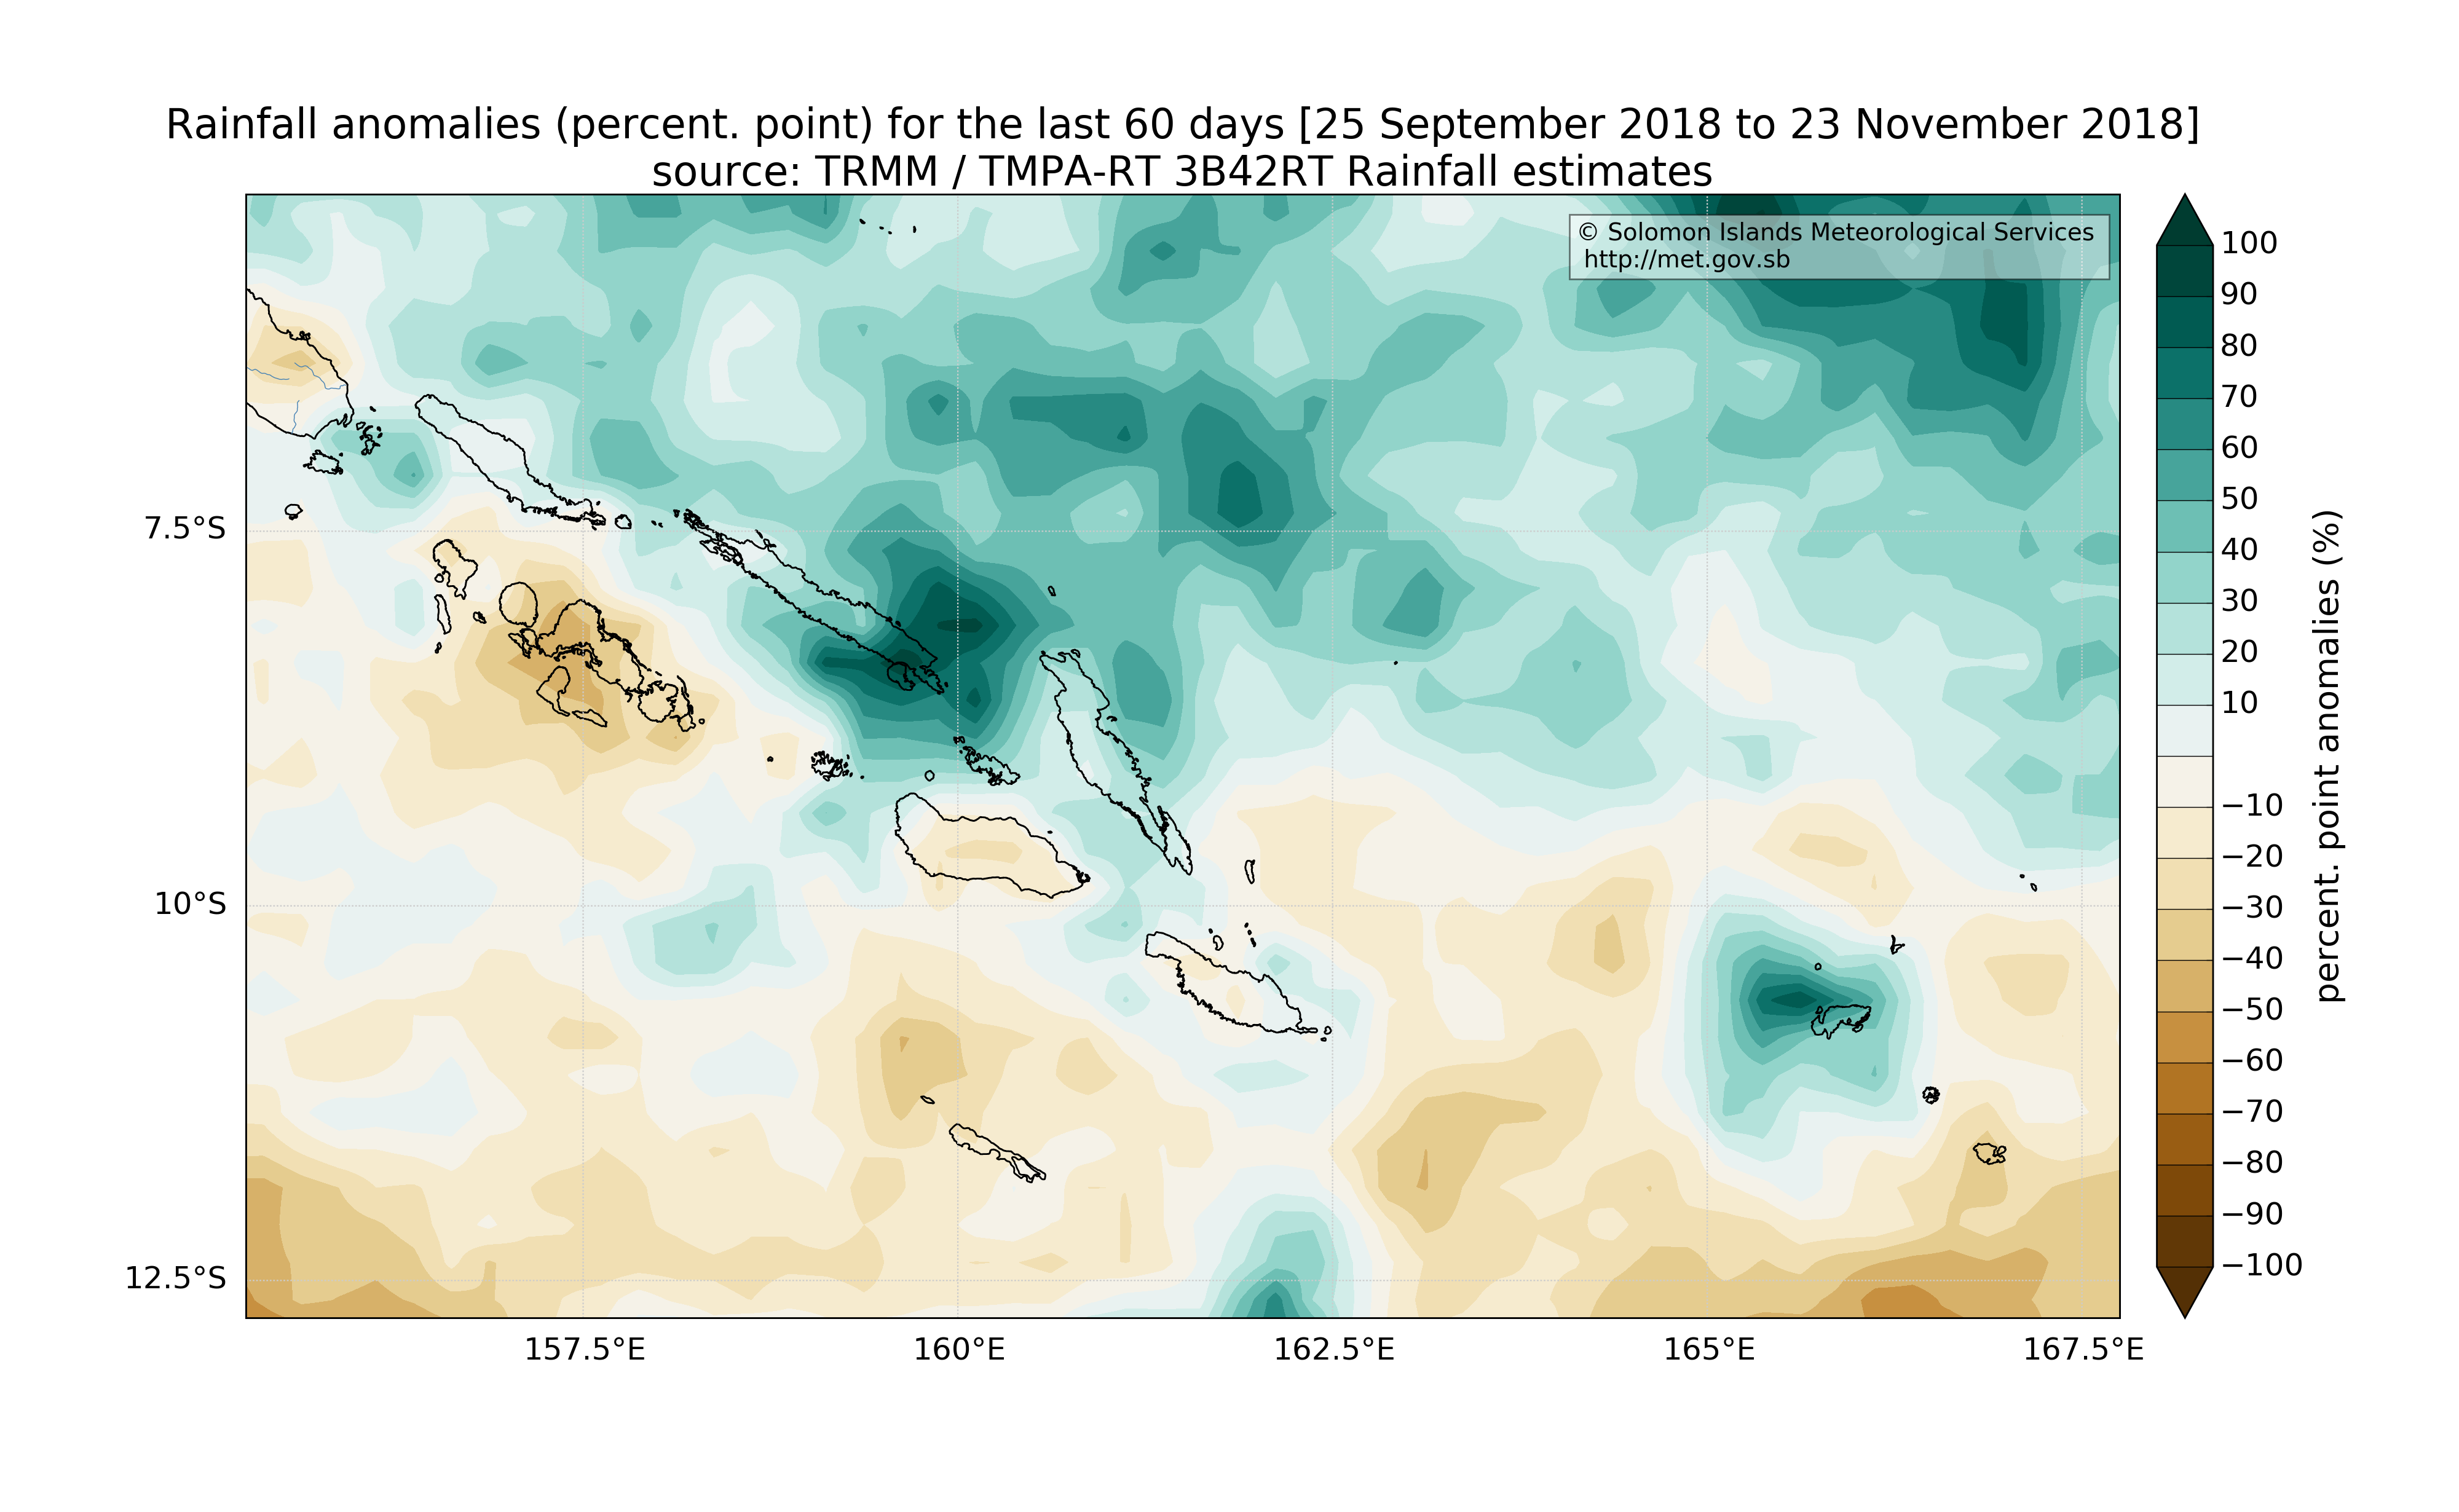 Rainfall anomalies (percent. point) for the last 60 days [25 September 2018 to 23 November 2018]
source: TRMM / TMPA-RT 3B42RT Rainfall estimates
© Solomon Islands Meteorological Services
http://met.gov.sb
7.5°S
10°S
12.5°S
157.5°E
160°E
162.5°E
165°E
167.5°E
100
90
80
70
60
50
40
30
20
10
−10
−20
−30
−40
−50
−60
−70
−80
−90
−100
percent. point anomalies (%)